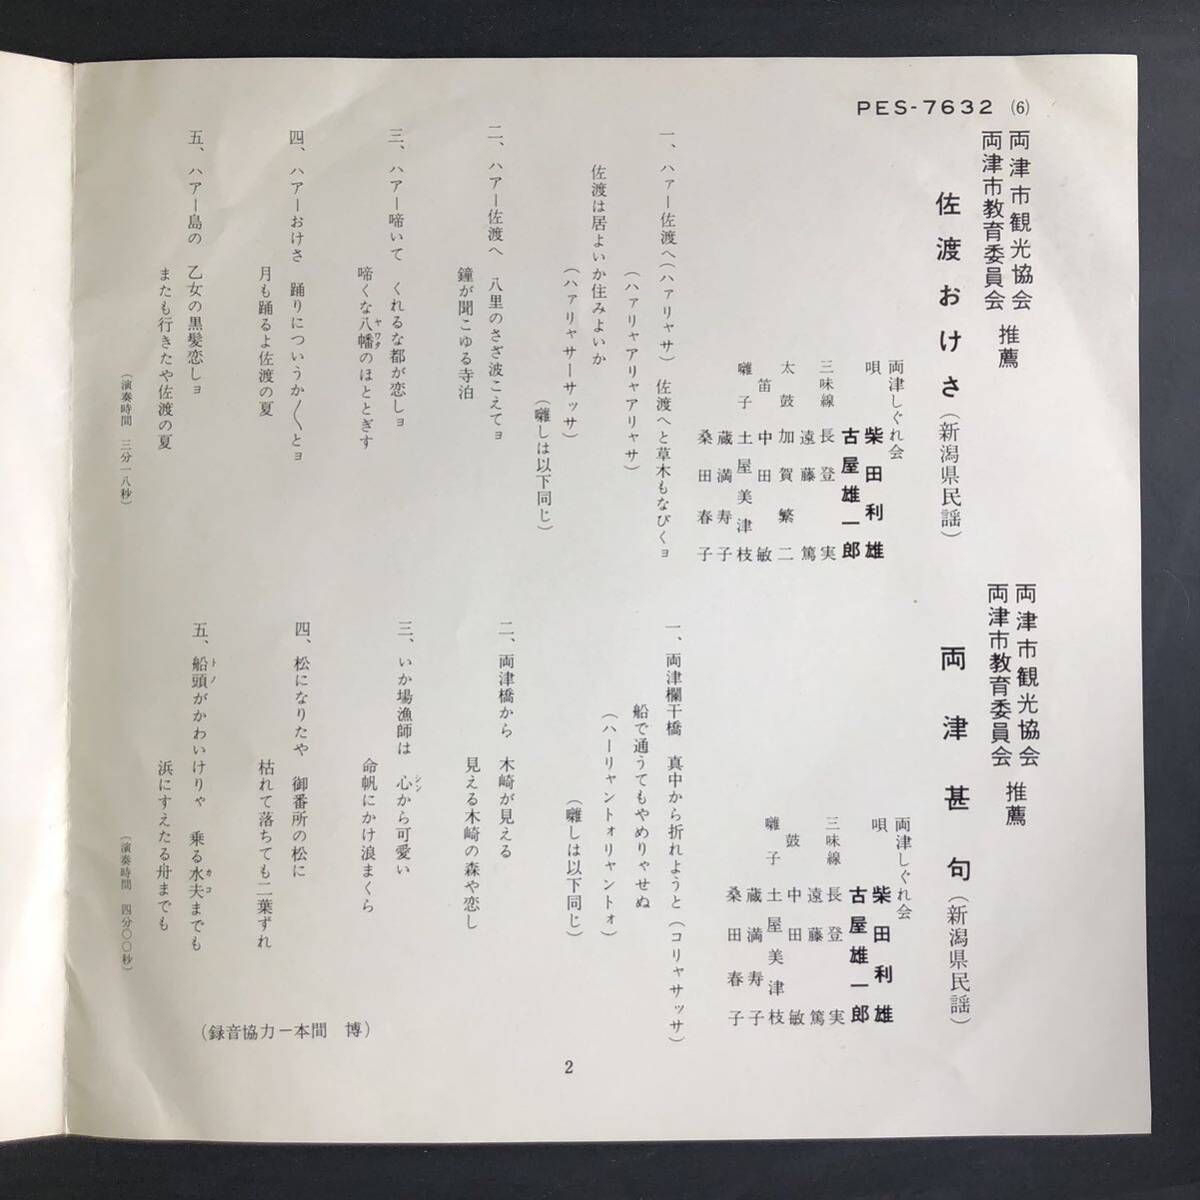 PES-7632 (6)
両津市観光協会
両津市教育委員会 推薦
佐渡おけさ(新潟県民謡)
両津しぐれ会
唄 柴田利雄
古屋雄一郎
三味線 長登実
遠藤篤
太鼓 加賀繁二
笛 中田敏
囃子 土屋美津枝
蔵満寿子
桑田春子
一、ハァー佐渡へ(ハァリャサ) 佐渡へと草木もなびくョ
(ハァリャアリャアリャサ)
佐渡は居よいか住みよいか
(ハァリャサーサッサ)
(囃しは以下同じ)
二、ハァー佐渡へ 八里のさざ波こえてョ
鐘が聞こゆる寺泊
三、ハァー啼いて くれるな都が恋しョ
啼くな八幡のほととぎす
ヤワタ
四、ハァーおけさ 踊りについうか〱とョ
月も踊るよ佐渡の夏
五、ハァー島の 乙女の黒髪恋しョ
またも行きたや佐渡の夏
(演奏時間 三分一八秒)
両津市観光協会
両津市教育委員会 推薦
両津甚句(新潟県民謡)
両津しぐれ会
唄 柴田利雄
古屋雄一郎
三味線 長登実
遠藤篤
鼓 中田敏
囃子 土屋美津枝
蔵満寿子
桑田春子
一、両津欄干橋 真中から折れようと(コリャサッサ)
船で通うてもやめりゃせぬ
(ハーリャントォリャントォ)
(囃しは以下同じ)
二、両津橋から 木崎が見える
見える木崎の森や恋し
三、いか場漁師は 心から可愛い
シン
命帆にかけ浪まくら
四、松になりたや 御番所の松に
枯れて落ちても二葉ずれ
五、船頭がかわいけりゃ 乗る水夫までも
トノ
カコ
浜にすえたる舟までも
(演奏時間 四分〇〇秒)
(録音協力ー本間 博)
2